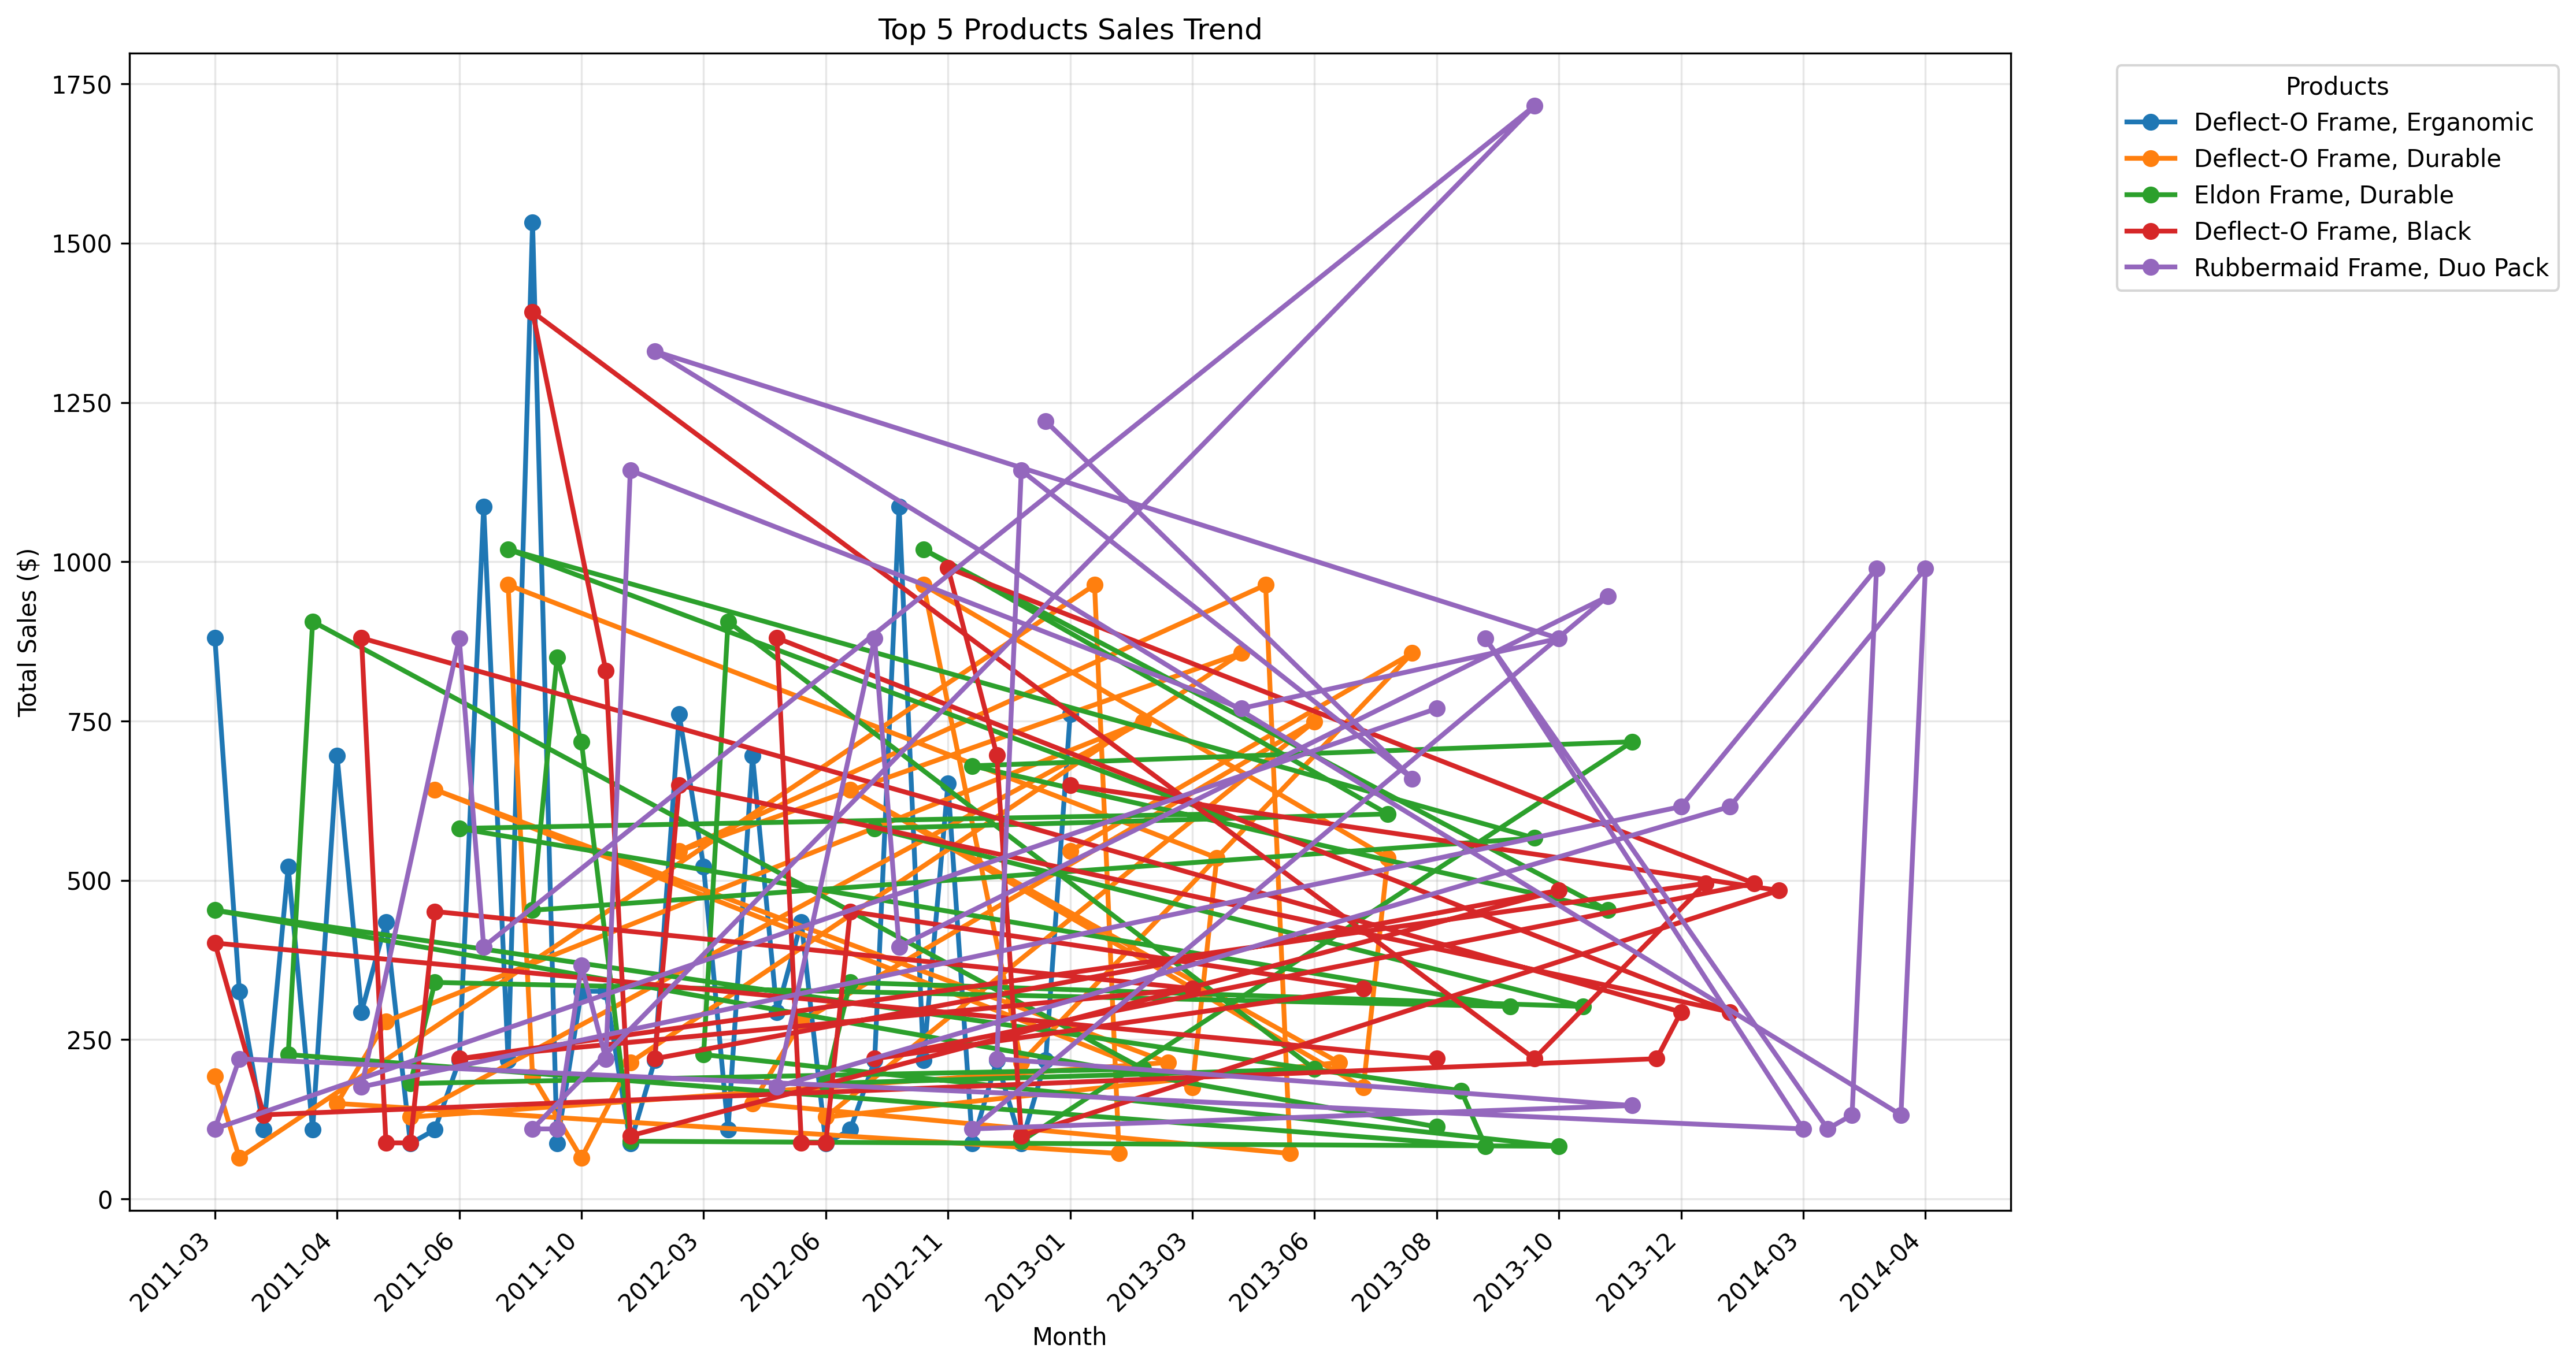 Top 5 Products Sales Trend
Products
Deflect-O Frame, Erganomic
Deflect-O Frame, Durable
Eldon Frame, Durable
Deflect-O Frame, Black
Rubbermaid Frame, Duo Pack
Total Sales ($)
1750
1500
1250
1000
750
500
250
0
2011-03
2011-04
2011-06
2011-10
2012-03
2012-06
2012-11
2013-01
2013-03
2013-06
2013-08
2013-10
2013-12
2014-03
2014-04
Month